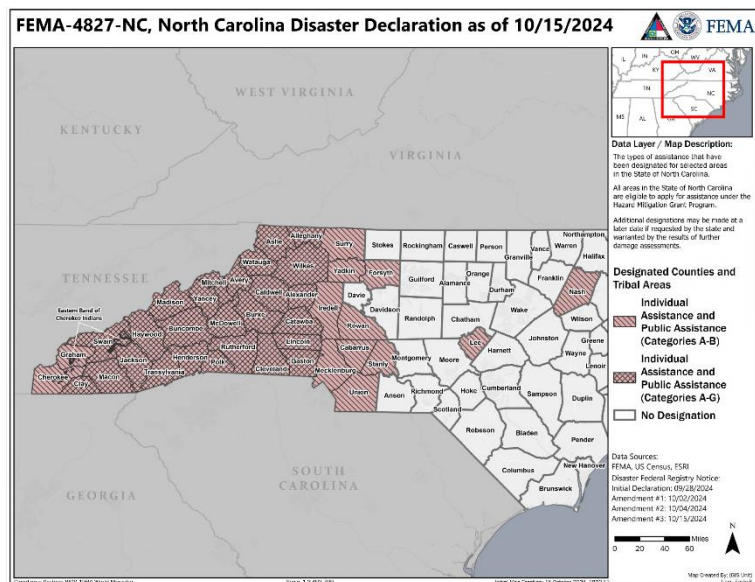 FEMA-4827-NC, North Carolina Disaster Declaration as of 10/15/2024
FEMA
IL
IN
OH
WV
KY
VA
TN
NC
SC
MS
AL
WEST VIRGINIA
KENTUCKY
VIRGINIA
TENNESSEE
SOUTH
CAROLINA
GEORGIA
Data Layer / Map Description:
The types of assistance that have
been designated for selected areas
in the State of North Carolina.
All areas in the State of North Carolina
are eligible to apply for assistance under the
Hazard Mitigation Grant Program.
Additional designations may be made at a
later date if requested by the state and
warranted by the results of further
damage assessments.
Designated Counties and
Tribal Areas
Individual
Assistance and
Public Assistance
(Categories A-B)
Individual
Assistance and
Public Assistance
(Categories A-G)
No Designation
Data Sources:
FEMA, US Census, ESRI
Disaster Federal Registry Notice:
Initial Declaration: 09/28/2024
Amendment #1: 10/02/2024
Amendment #2: 10/04/2024
Amendment #3: 10/15/2024
0 20 40 60 Miles
N
Northampton
Alleghany
Ashe
Surry
Stokes
Rockingham
Caswell
Person
Vance
Warren
Halifax
Granville
Watauga
Wilkes
Yadkin
Forsyth
Guilford
Orange
Alamance
Durham
Franklin
Nash
Mitchell
Avery
Caldwell
Alexander
Davie
Madison
Yancey
Iredell
Davidson
Randolph
Chatham
Wake
Wilson
Eastern Band of
Cherokee Indians
Burke
Catawba
Rowan
Buncombe
McDowell
Johnston
Greene
Swain
Haywood
Lincoln
Cabarrus
Lee
Harnett
Wayne
Graham
Rutherford
Stanly
Montgomery
Moore
Lenoir
Jackson
Henderson
Polk
Cleveland
Gaston
Mecklenburg
Cherokee
Macon
Transylvania
Clay
Union
Anson
Richmond
Hoke
Cumberland
Sampson
Duplin
Scotland
Robeson
Bladen
Pender
Columbus
New Hanover
Brunswick